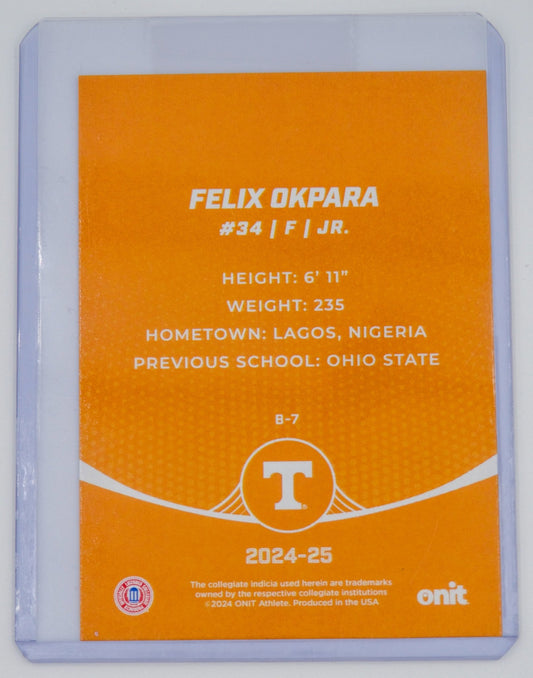 FELIX OKPARA
#34 | F | JR.
HEIGHT: 6' 11"
WEIGHT: 235
HOMETOWN: LAGOS, NIGERIA
PREVIOUS SCHOOL: OHIO STATE
B-7
T
2024-25
The collegiate indicia used herein are trademarks
owned by the respective collegiate institutions
©2024 ONIT Athlete. Produced in the USA
onit